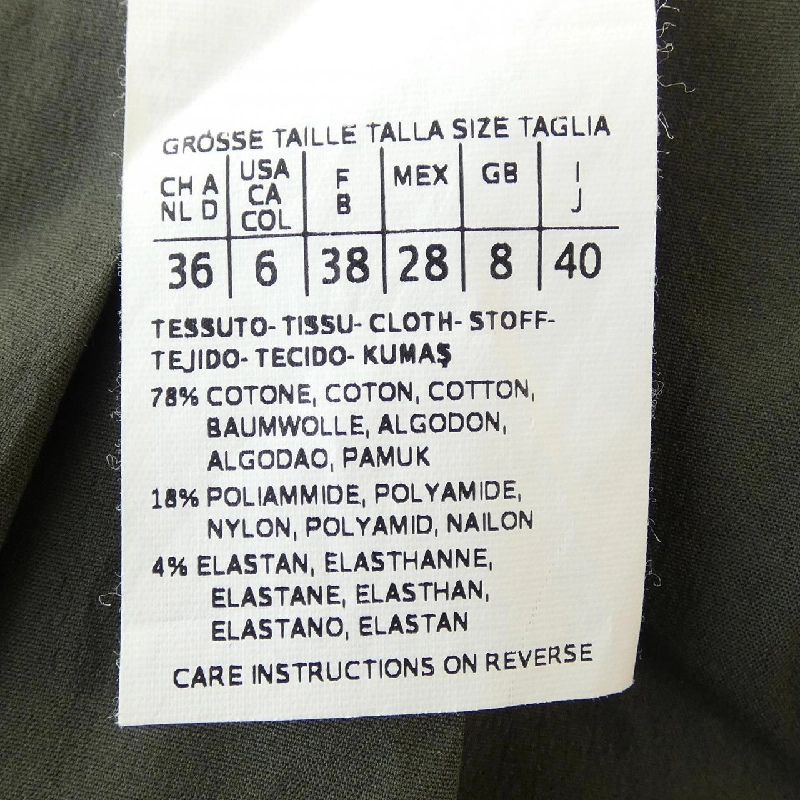 GRÖSSE TAILLE TALLA SIZE TAGLIA
CH A NL D USA CA COL F B MEX GB I J
36 6 38 28 8 40
TESSUTO- TISSU- CLOTH- STOFF-
TEJIDO- TECIDO- KUMAŞ
78% COTONE, COTON, COTTON,
BAUMWOLLE, ALGODON,
ALGODAO, PAMUK
18% POLIAMMIDE, POLYAMIDE,
NYLON, POLYAMID, NAILON
4% ELASTAN, ELASTHANNE,
ELASTANE, ELASTHAN,
ELASTANO, ELASTAN
CARE INSTRUCTIONS ON REVERSE